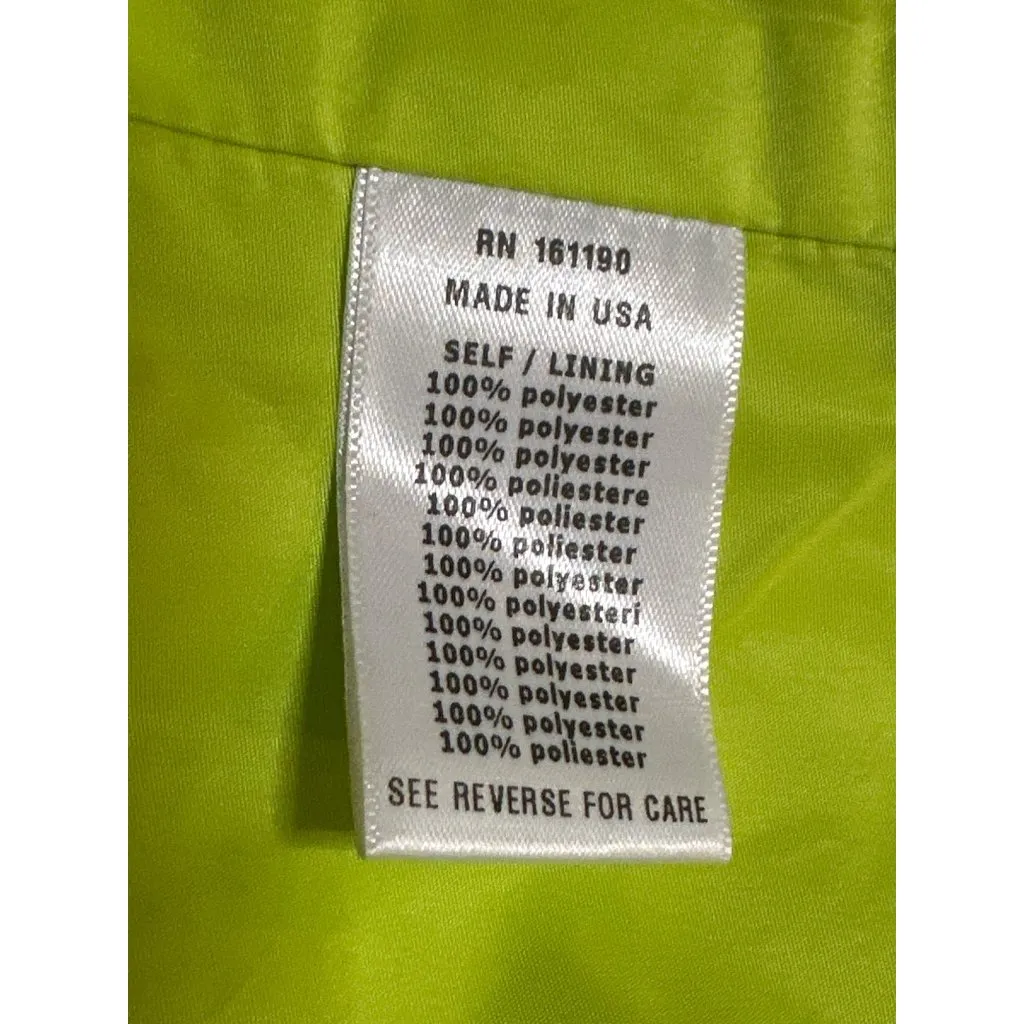 RN 161190
MADE IN USA
SELF / LINING
100% polyester
100% polyester
100% polyester
100% poliestere
100% poliester
100% poliester
100% polyester
100% polyesteri
100% polyester
100% polyester
100% polyester
100% polyester
100% poliester
SEE REVERSE FOR CARE